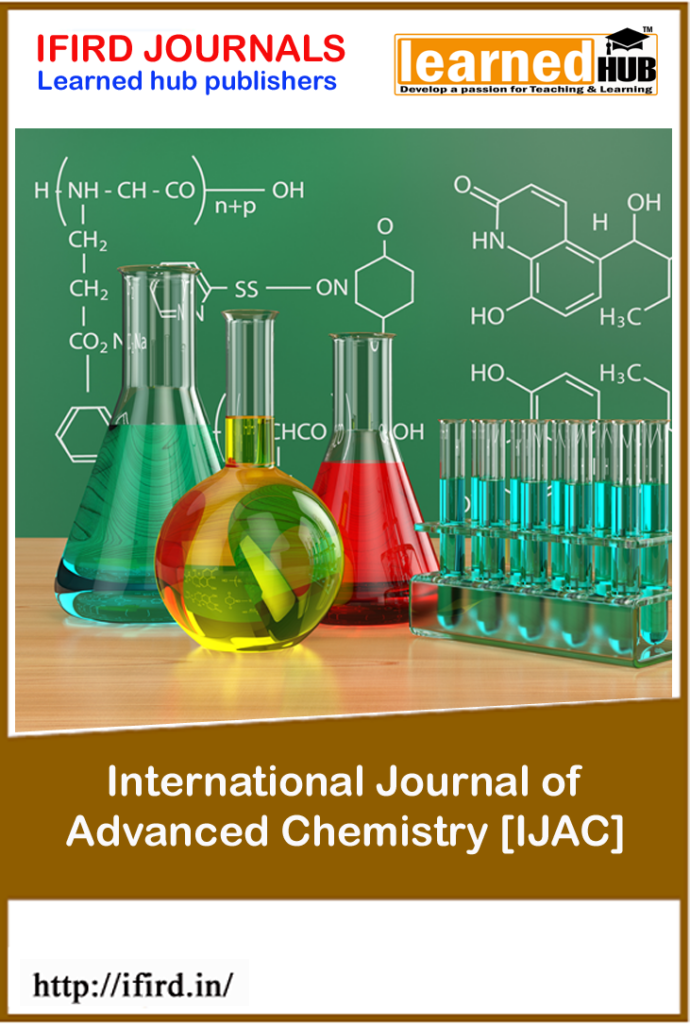 IFIRD JOURNALS
Learned hub publishers
learned HUB
TM
Develop a passion for Teaching & Learning
H (NH - CH - CO) n+p OH
CH2
CH2
CO2 N
SS ON
O
O
HN
HO
H
OH
H3C
HO
H3C
CHCO
OH
International Journal of
Advanced Chemistry [IJAC]
http://ifird.in/